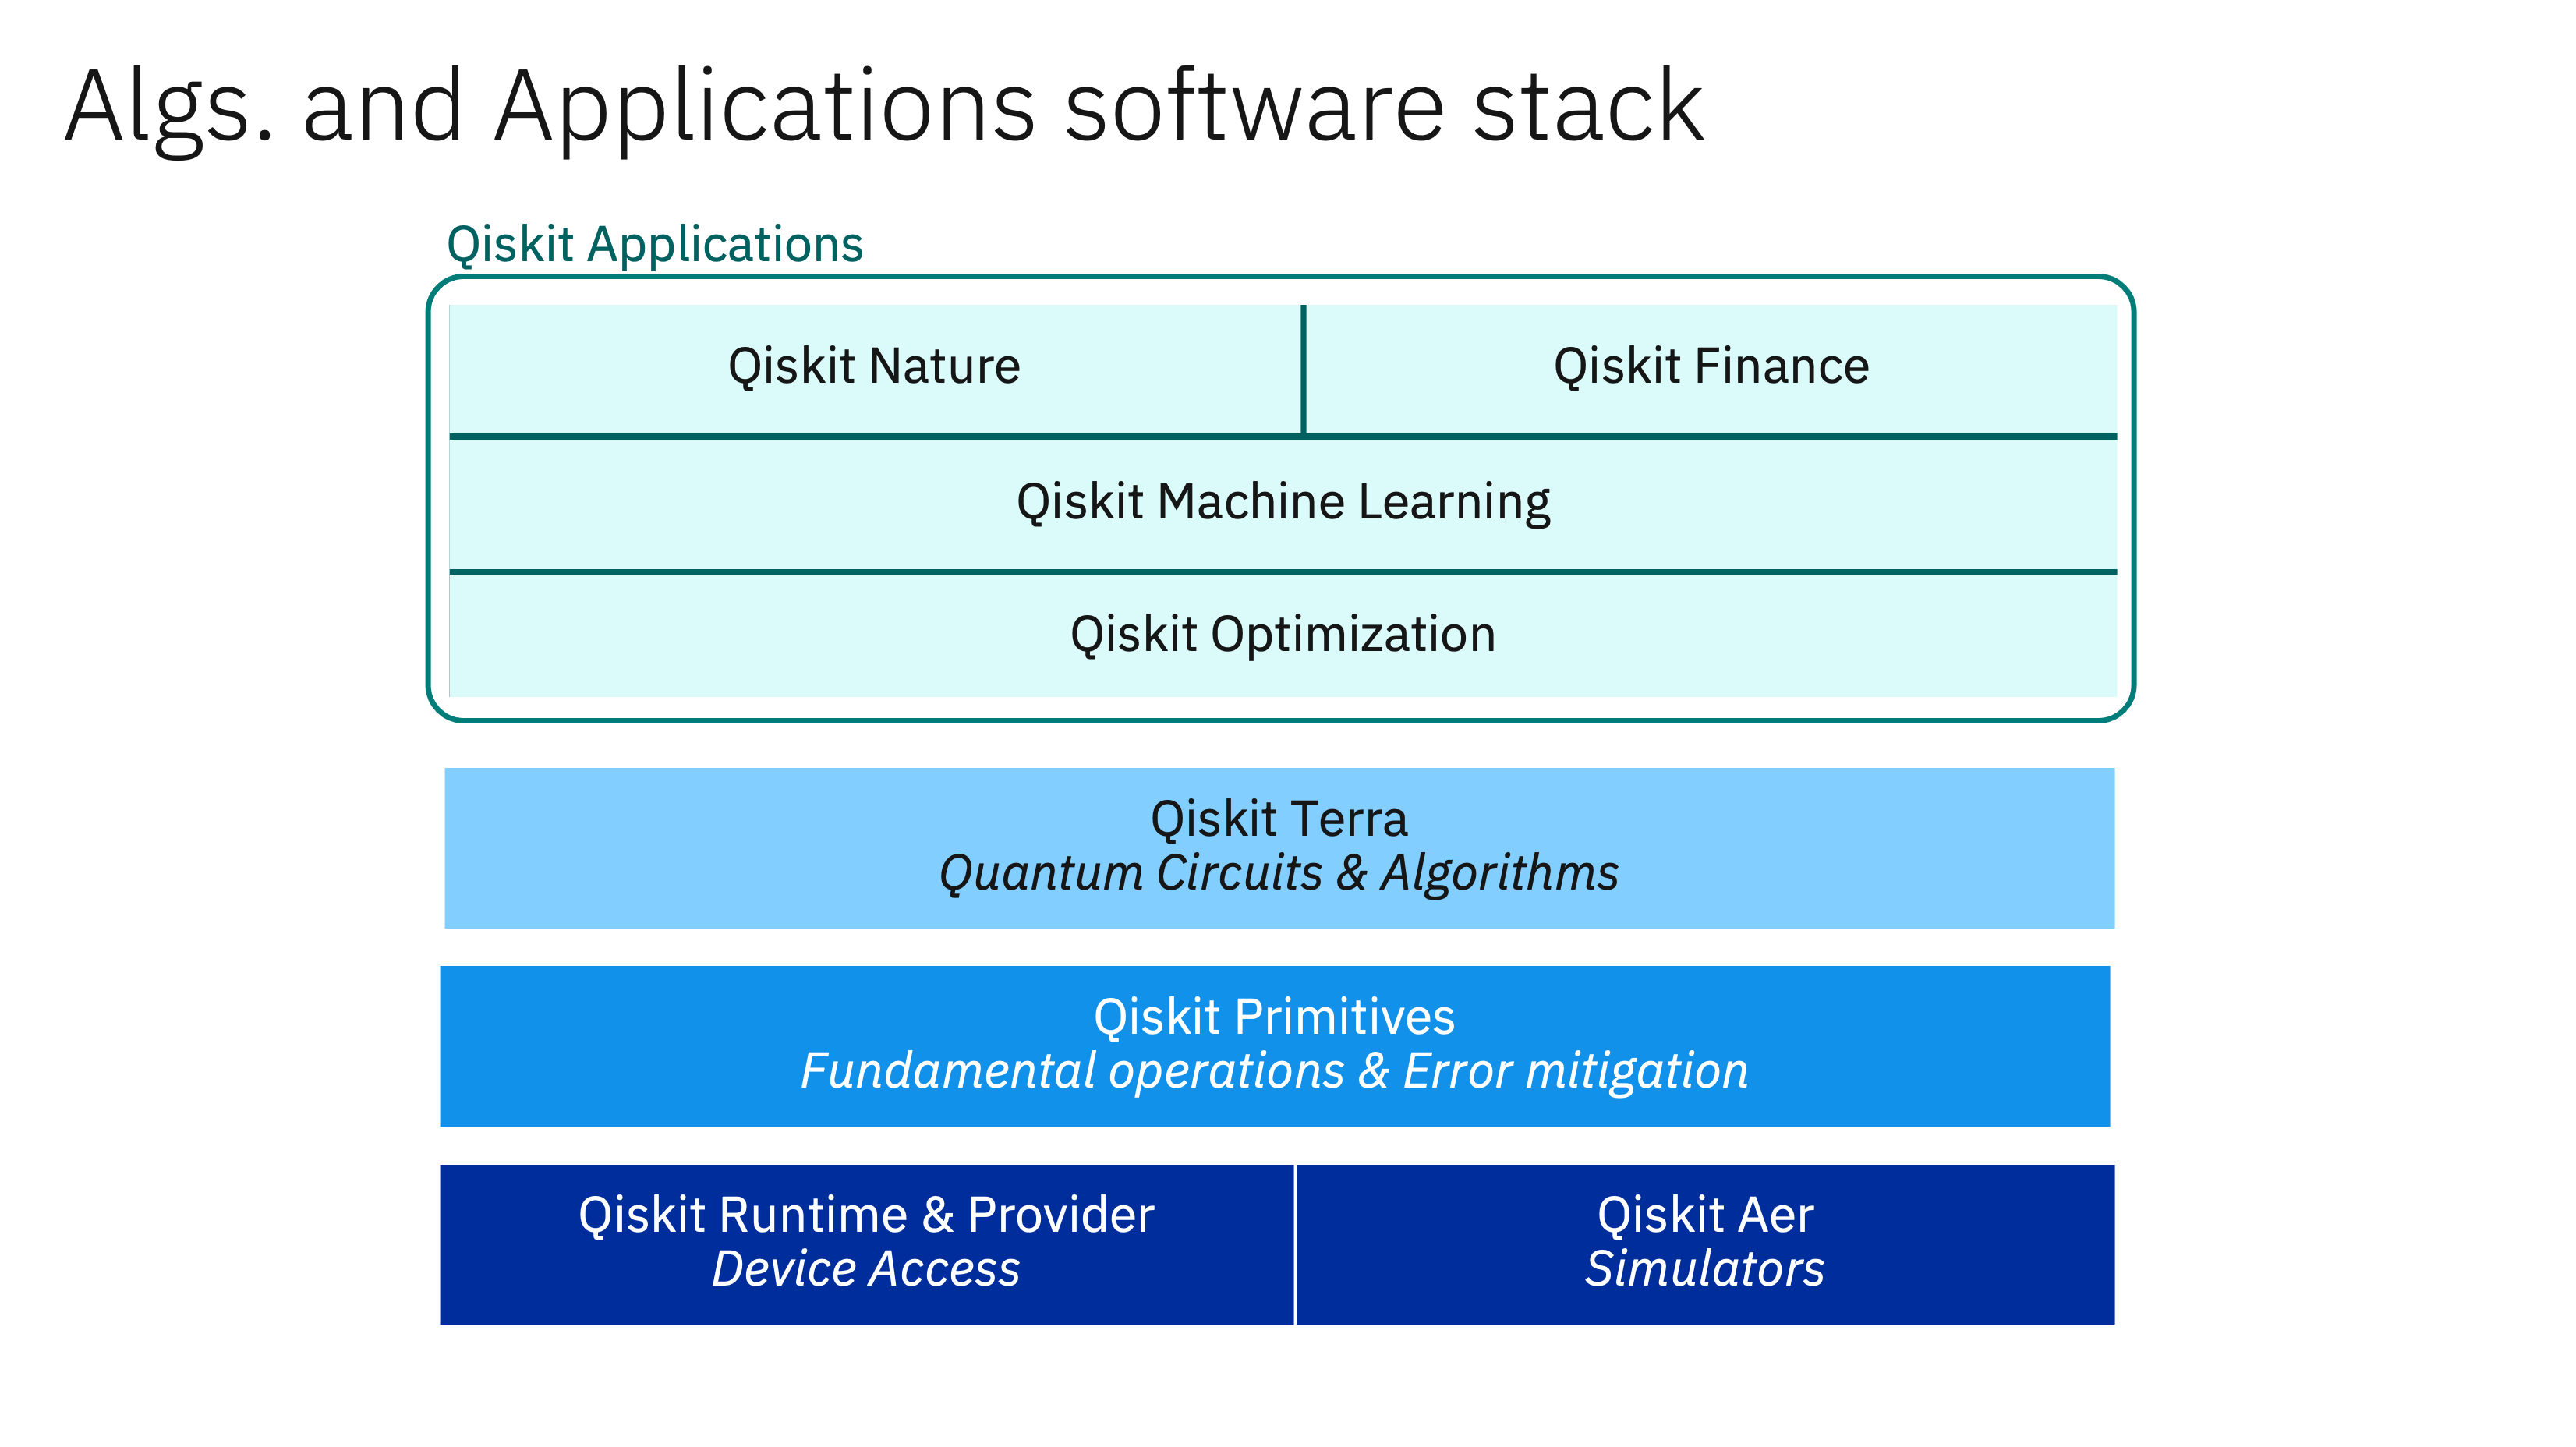 Algs. and Applications software stack
Qiskit Applications
Qiskit Nature
Qiskit Finance
Qiskit Machine Learning
Qiskit Optimization
Qiskit Terra
Quantum Circuits & Algorithms
Qiskit Primitives
Fundamental operations & Error mitigation
Qiskit Runtime & Provider
Device Access
Qiskit Aer
Simulators